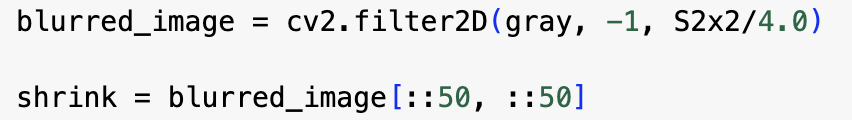 blurred_image = cv2.filter2D(gray, -1, S2x2/4.0)
shrink = blurred_image[::50, ::50]